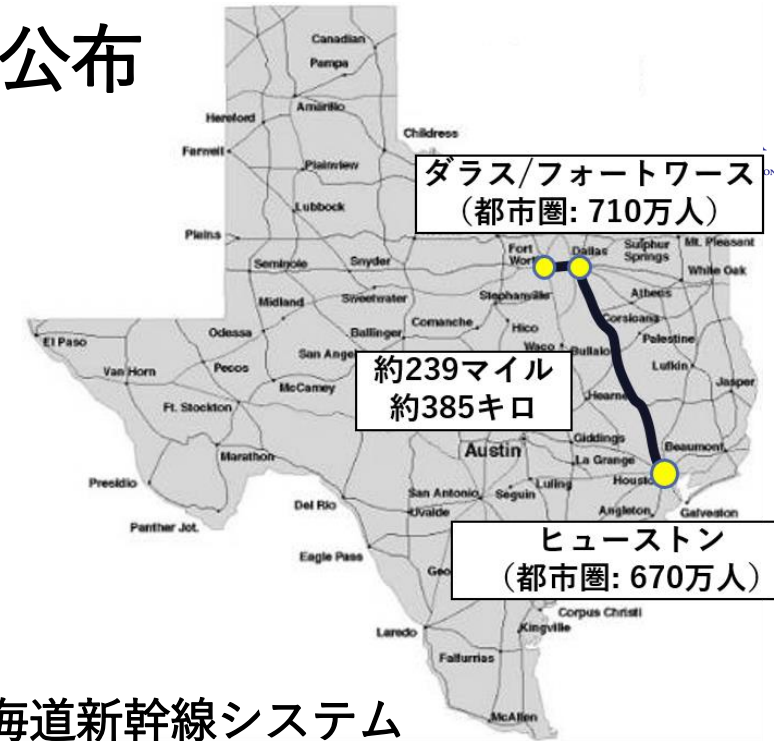 公布
Canadian
Pampa
Amarillo
Hereford
Childress
Farwell
Plainview
ダラス/フォートワース
（都市圏: 710万人）
Lubbock
Plains
Fort
Dallas
Sulphur
Springs
Mt. Pleasant
Seminole
Snyder
White Oak
Midland
Sweetwater
Stephanville
Athens
Corsicana
Odessa
Ballinger
Comanche
Hico
Palestine
El Paso
Waco
Van Horn
Pecos
約239マイル
約385キロ
Lufkin
McCamey
Jasper
Ft. Stockton
Hearne
Giddings
Austin
Beaumont
Marathon
La Grange
Presidio
Luling
San Antonio
Seguin
Del Rio
Uvalde
Angleton
Galveston
Panther Jct.
ヒューストン
（都市圏: 670万人）
Eagle Pass
Corpus Christi
Laredo
Kingville
Falfurrias
海道新幹線システム
McAllen